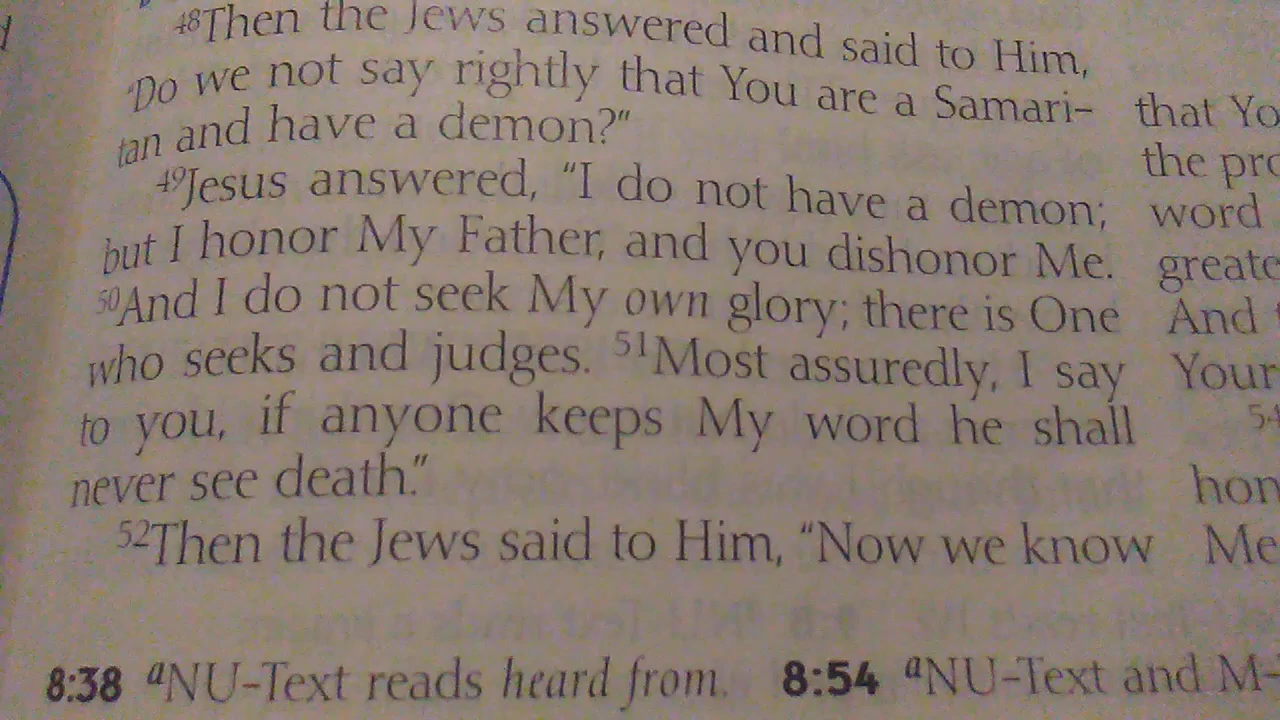 48Then the Jews answered and said to Him,
"Do we not say rightly that You are a Samari-
tan and have a demon?"
49Jesus answered, "I do not have a demon;
but I honor My Father, and you dishonor Me.
50And I do not seek My own glory; there is One
who seeks and judges. 51Most assuredly, I say
to you, if anyone keeps My word he shall
never see death."
52Then the Jews said to Him, "Now we know
that Yo
the pro
word
greate
And
Your
54
hon
Me
8:38 aNU-Text reads heard from. 8:54 aNU-Text and M-